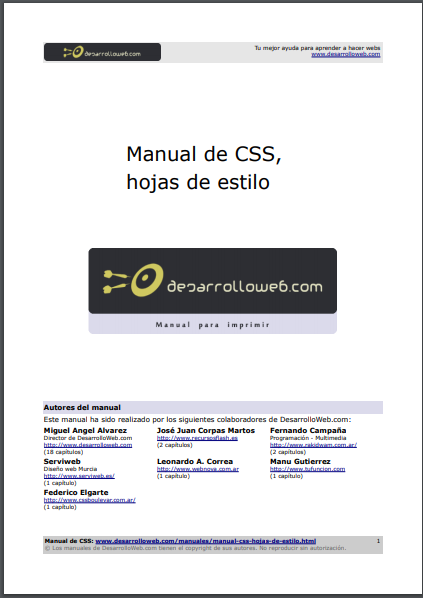 desarrolloweb.com
Tu mejor ayuda para aprender a hacer webs
www.desarrolloweb.com
Manual de CSS,
hojas de estilo
desarrolloweb.com
Manual para imprimir
Autores del manual
Este manual ha sido realizado por los siguientes colaboradores de DesarrolloWeb.com:
Miguel Angel Alvarez
Director de DesarrolloWeb.com
http://www.desarrolloweb.com
(18 capítulos)
José Juan Corpas Martos
http://www.recursosflash.es
(2 capítulos)
Fernando Campaña
Programación - Multimedia
http://www.rakidwam.com.ar/
(2 capítulos)
Serviweb
Diseño web Murcia
http://www.serviweb.es/
(1 capítulo)
Leonardo A. Correa
http://www.webnova.com.ar
(1 capítulo)
Manu Gutierrez
http://www.tufuncion.com
(1 capítulo)
Federico Elgarte
http://www.cssboulevar.com.ar/
(1 capítulo)
Manual de CSS: www.desarrolloweb.com/manuales/manual-css-hojas-de-estilo.html 1
© Los manuales de DesarrolloWeb.com tienen el copyright de sus autores. No reproducir sin autorización.